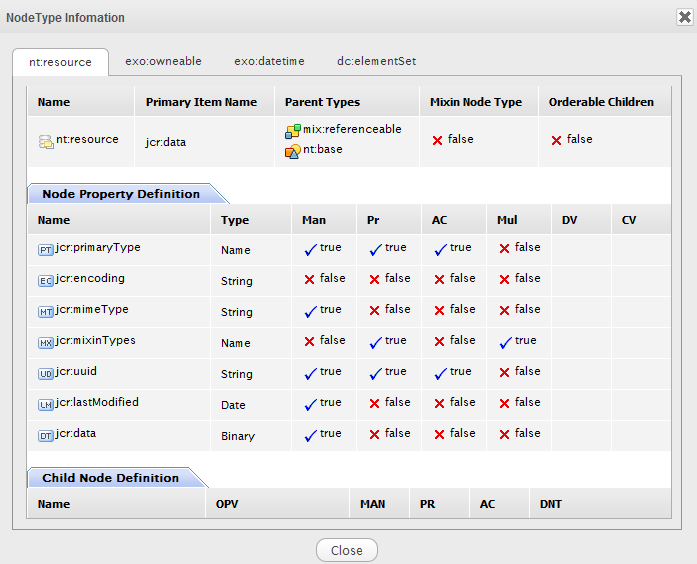 NodeType Infomation
nt:resource exo:owneable exo:datetime dc:elementSet
Name Primary Item Name Parent Types Mixin Node Type Orderable Children
nt:resource jcr:data mix:referenceable nt:base false false
Node Property Definition
Name Type Man Pr AC Mul DV CV
PT jcr:primaryType Name true true true false
EC jcr:encoding String false false false false
MT jcr:mimeType String true false false false
MX jcr:mixinTypes Name false true false true
UD jcr:uuid String true true true false
LM jcr:lastModified Date true false false false
DT jcr:data Binary true false false false
Child Node Definition
Name OPV MAN PR AC DNT
Close